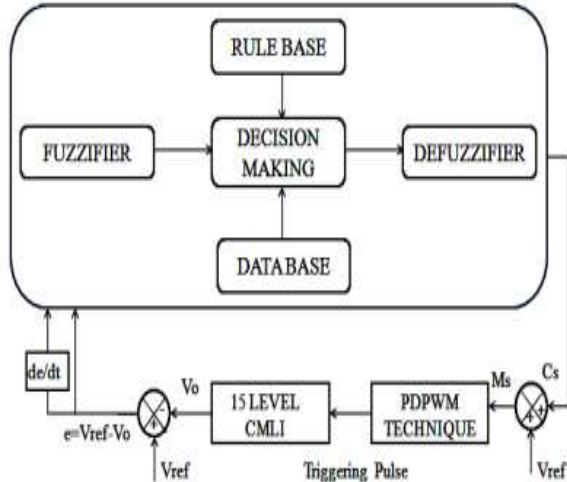 RULE BASE
FUZZIFIER
DECISION
MAKING
DEFUZZIFIER
DATA BASE
de/dt
e=Vref-Vo
Vo
15 LEVEL
CMLI
PDPWM
TECHNIQUE
Ms
Cs
-
+
+
+
Vref
Triggering Pulse
Vref